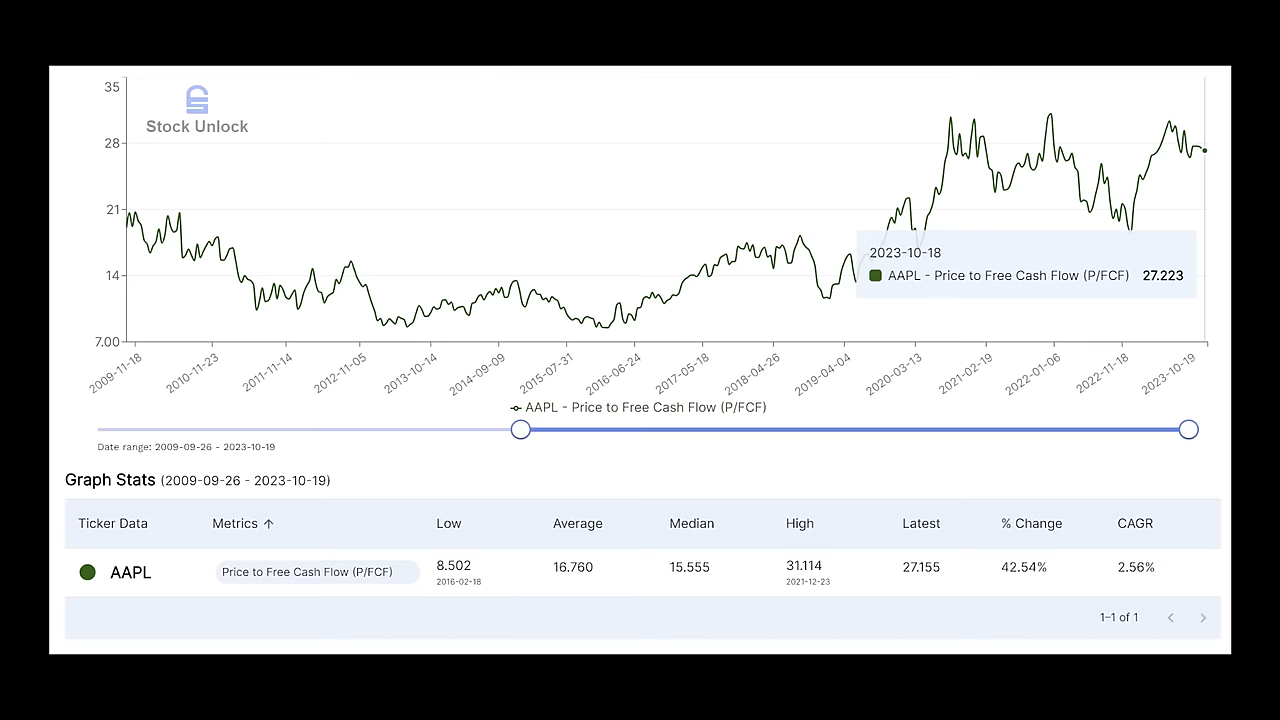 35
Stock Unlock
28
21
14
7.00
2023-10-18
AAPL - Price to Free Cash Flow (P/FCF) 27.223
2009-11-18 2010-11-23 2011-11-14 2012-11-05 2013-10-14 2014-09-09 2015-07-31 2016-06-24 2017-05-18 2018-04-26 2019-04-04 2020-03-13 2021-02-19 2022-01-06 2022-11-18 2023-10-19
AAPL - Price to Free Cash Flow (P/FCF)
Date range: 2009-09-26 - 2023-10-19
Graph Stats (2009-09-26 - 2023-10-19)
Ticker Data Metrics ↑ Low Average Median High Latest % Change CAGR
AAPL Price to Free Cash Flow (P/FCF) 8.502 16.760 15.555 31.114 27.155 42.54% 2.56%
2016-02-18 2021-12-23
1-1 of 1